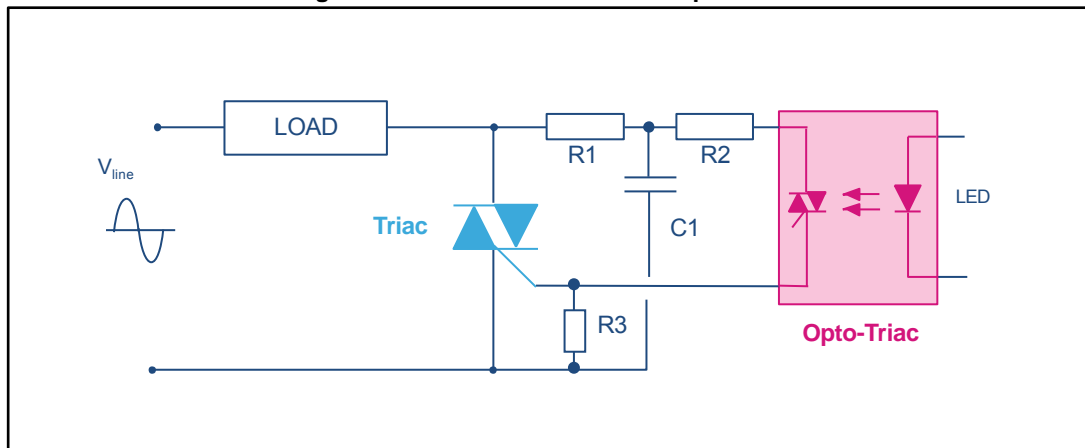 LOAD
R1
R2
V line
Triac
C1
LED
R3
Opto-Triac